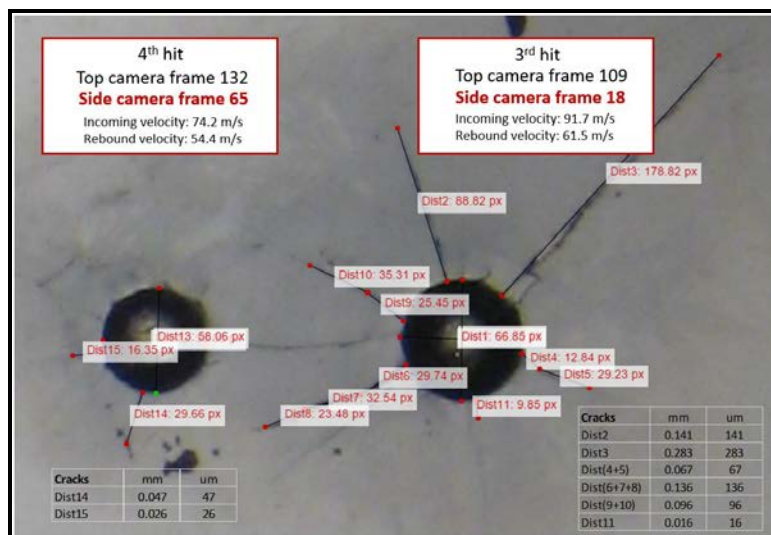 4th hit
Top camera frame 132
Side camera frame 65
Incoming velocity: 74.2 m/s
Rebound velocity: 54.4 m/s
3rd hit
Top camera frame 109
Side camera frame 18
Incoming velocity: 91.7 m/s
Rebound velocity: 61.5 m/s
Dist3: 178.82 px
Dist2: 88.82 px
Dist10: 35.31 px
Dist9: 25.45 px
Dist13: 56.06 px
Dist1: 66.85 px
Dist15: 16.35 px
Dist4: 12.84 px
Dist6: 29.74 px
Dist5: 29.23 px
Dist7: 32.54 px
Dist11: 9.85 px
Dist14: 29.66 px
Dist8: 23.48 px
Cracks mm um
Dist14 0.047 47
Dist15 0.026 26
Cracks mm um
Dist2 0.141 141
Dist3 0.283 283
Dist(4+5) 0.067 67
Dist(6+7+8) 0.136 136
Dist(9+10) 0.096 96
Dist11 0.016 16